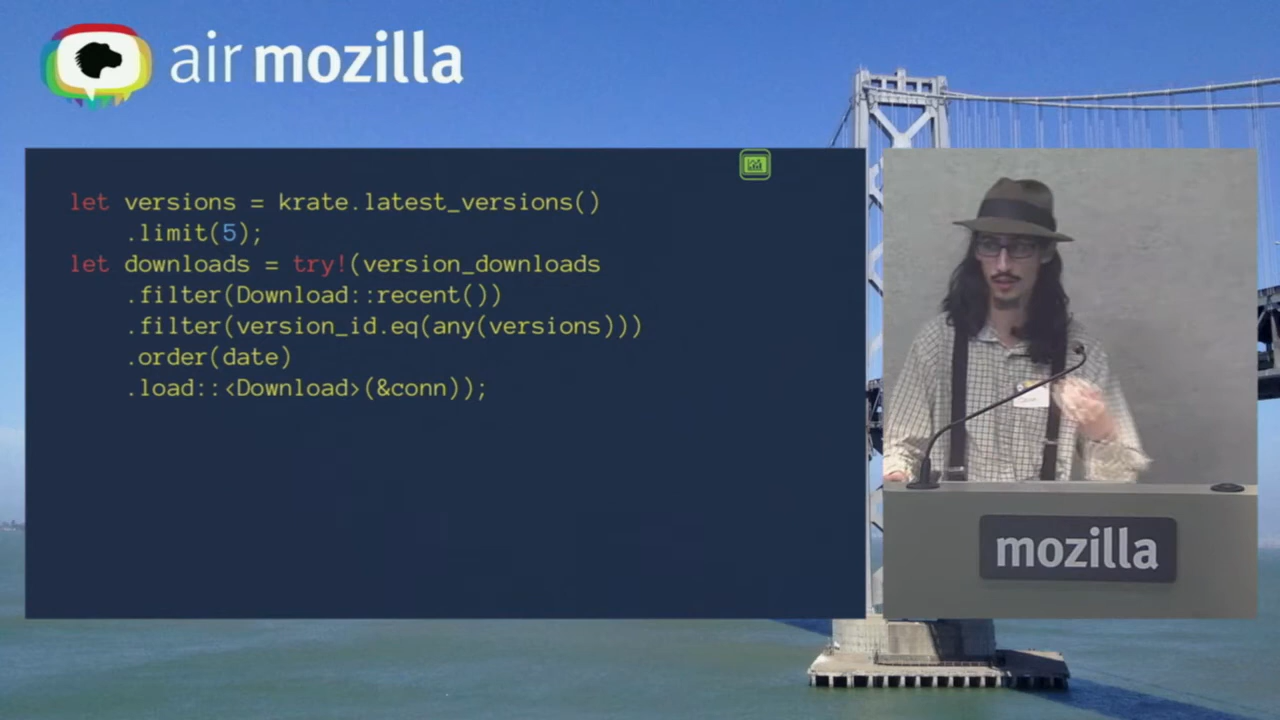 air mozilla
let versions = krate.latest_versions()
    .limit(5);
let downloads = try!(version_downloads
    .filter(Download::recent())
    .filter(version_id.eq(any(versions)))
    .order(date)
    .load::<Download>(&conn));
mozilla